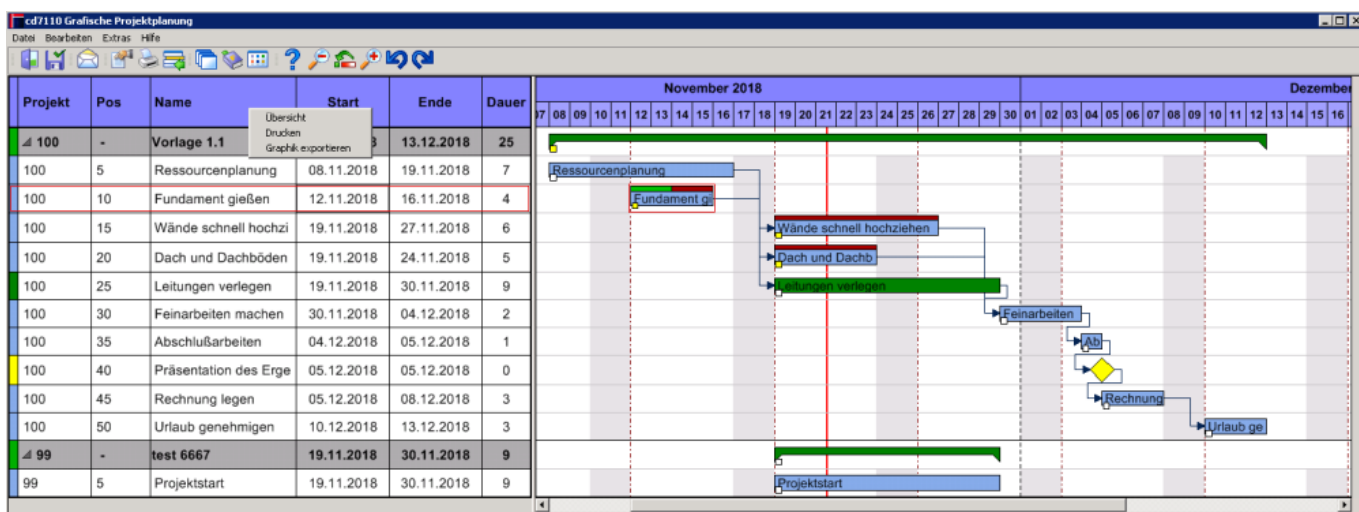 cd7110 Grafische Projektplanung
Datei Bearbeiten Extras Hilfe
November 2018 Dezember
Projekt Pos Name Start Ende Dauer
07 08 09 10 11 12 13 14 15 16 17 18 19 20 21 22 23 24 25 26 27 28 29 30 01 02 03 04 05 06 07 08 09 10 11 12 13 14 15 16
Übersicht
Drucken
Graphik exportieren
100 - Vorlage 1.1 13.12.2018 25
100 5 Ressourcenplanung 08.11.2018 19.11.2018 7 Ressourcenplanung
100 10 Fundament gießen 12.11.2018 16.11.2018 4 Fundament gi
100 15 Wände schnell hochzi 19.11.2018 27.11.2018 6 Wände schnell hochziehen
100 20 Dach und Dachböden 19.11.2018 24.11.2018 5 Dach und Dachb
100 25 Leitungen verlegen 19.11.2018 30.11.2018 9 Leitungen verlegen
100 30 Feinarbeiten machen 30.11.2018 04.12.2018 2 Feinarbeiten
100 35 Abschlußarbeiten 04.12.2018 05.12.2018 1 Ab
100 40 Präsentation des Erge 05.12.2018 05.12.2018 0
100 45 Rechnung legen 05.12.2018 08.12.2018 3 Rechnung
100 50 Urlaub genehmigen 10.12.2018 13.12.2018 3 Urlaub ge
99 - test 6667 19.11.2018 30.11.2018 9
99 5 Projektstart 19.11.2018 30.11.2018 9 Projektstart